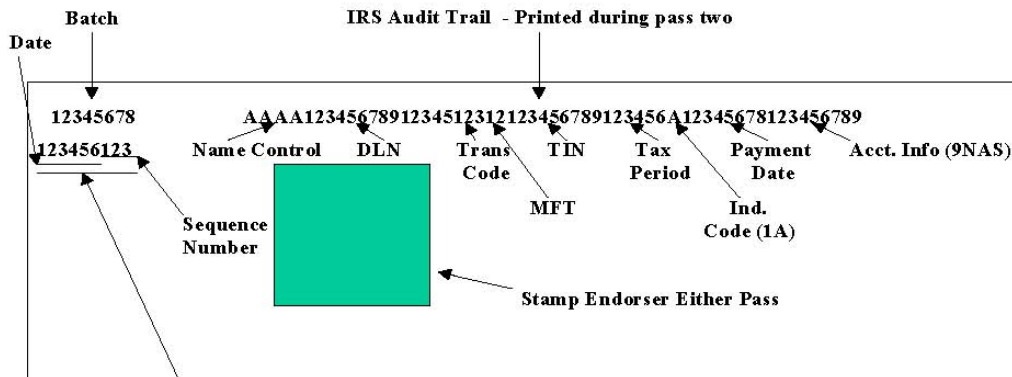 Batch
IRS Audit Trail - Printed during pass two
Date
12345678
AAAA1234567891234512312123456789123456A12345678123456789
123456123
Name Control
DLN
Trans
Code
TIN
Tax
Period
Payment
Date
Acct. Info (9NAS)
MFT
Ind.
Code (1A)
Sequence
Number
Stamp Endorser Either Pass